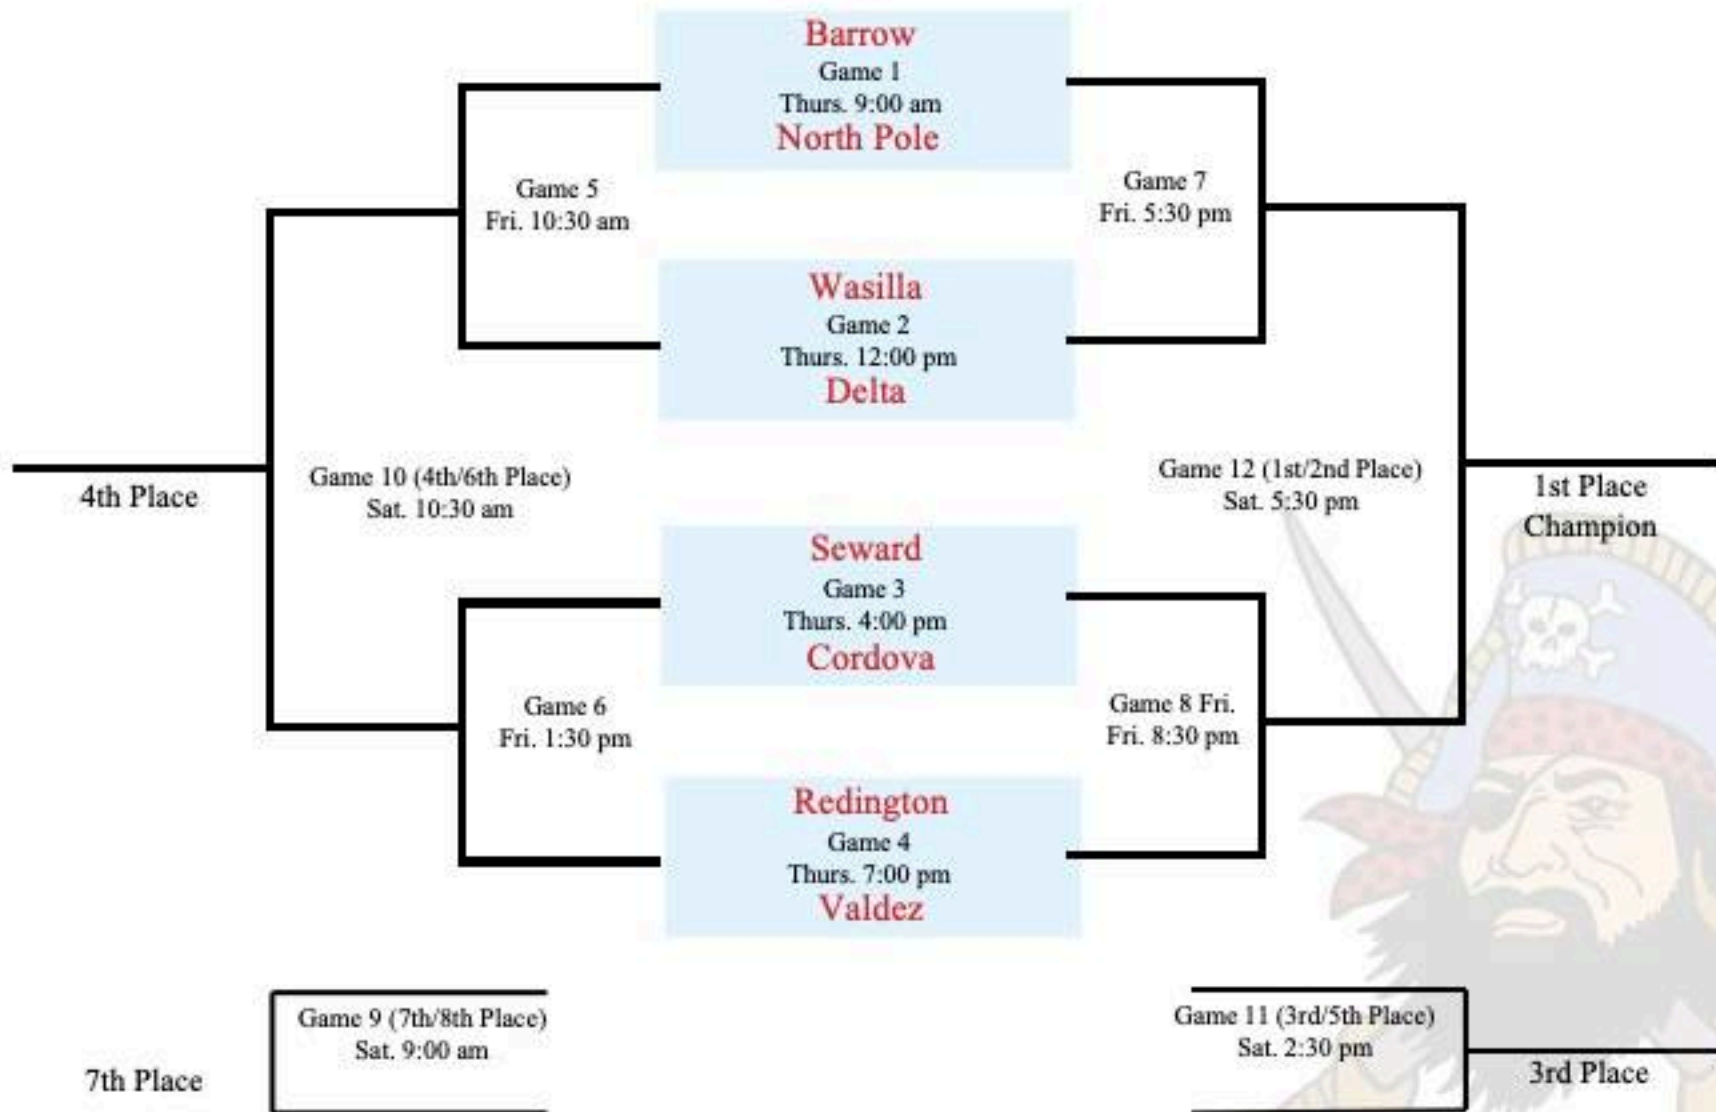 Barrow
Game 1
Thurs. 9:00 am
North Pole
Game 5
Fri. 10:30 am
Game 7
Fri. 5:30 pm
Wasilla
Game 2
Thurs. 12:00 pm
Delta
4th Place
Game 10 (4th/6th Place)
Sat. 10:30 am
Game 12 (1st/2nd Place)
Sat. 5:30 pm
1st Place
Champion
Seward
Game 3
Thurs. 4:00 pm
Cordova
Game 6
Fri. 1:30 pm
Game 8 Fri.
Fri. 8:30 pm
Redington
Game 4
Thurs. 7:00 pm
Valdez
Game 9 (7th/8th Place)
Sat. 9:00 am
7th Place
Game 11 (3rd/5th Place)
Sat. 2:30 pm
3rd Place